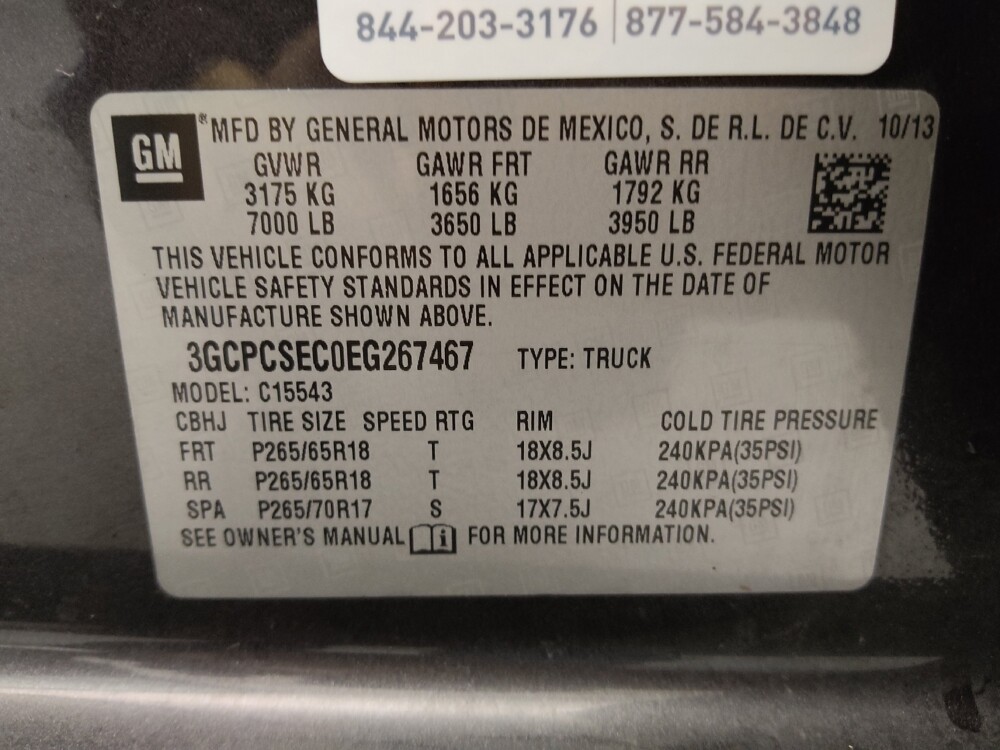 844-203-3176 | 877-584-3848
GM ® MFD BY GENERAL MOTORS DE MEXICO, S. DE R.L. DE C.V. 10/13
GVWR GAWR FRT GAWR RR
3175 KG 1656 KG 1792 KG
7000 LB 3650 LB 3950 LB
THIS VEHICLE CONFORMS TO ALL APPLICABLE U.S. FEDERAL MOTOR
VEHICLE SAFETY STANDARDS IN EFFECT ON THE DATE OF
MANUFACTURE SHOWN ABOVE.
3GCPCSEC0EG267467 TYPE: TRUCK
MODEL: C15543
CBHJ TIRE SIZE SPEED RTG RIM COLD TIRE PRESSURE
FRT P265/65R18 T 18X8.5J 240KPA(35PSI)
RR P265/65R18 T 18X8.5J 240KPA(35PSI)
SPA P265/70R17 S 17X7.5J 240KPA(35PSI)
SEE OWNER'S MANUAL i FOR MORE INFORMATION.